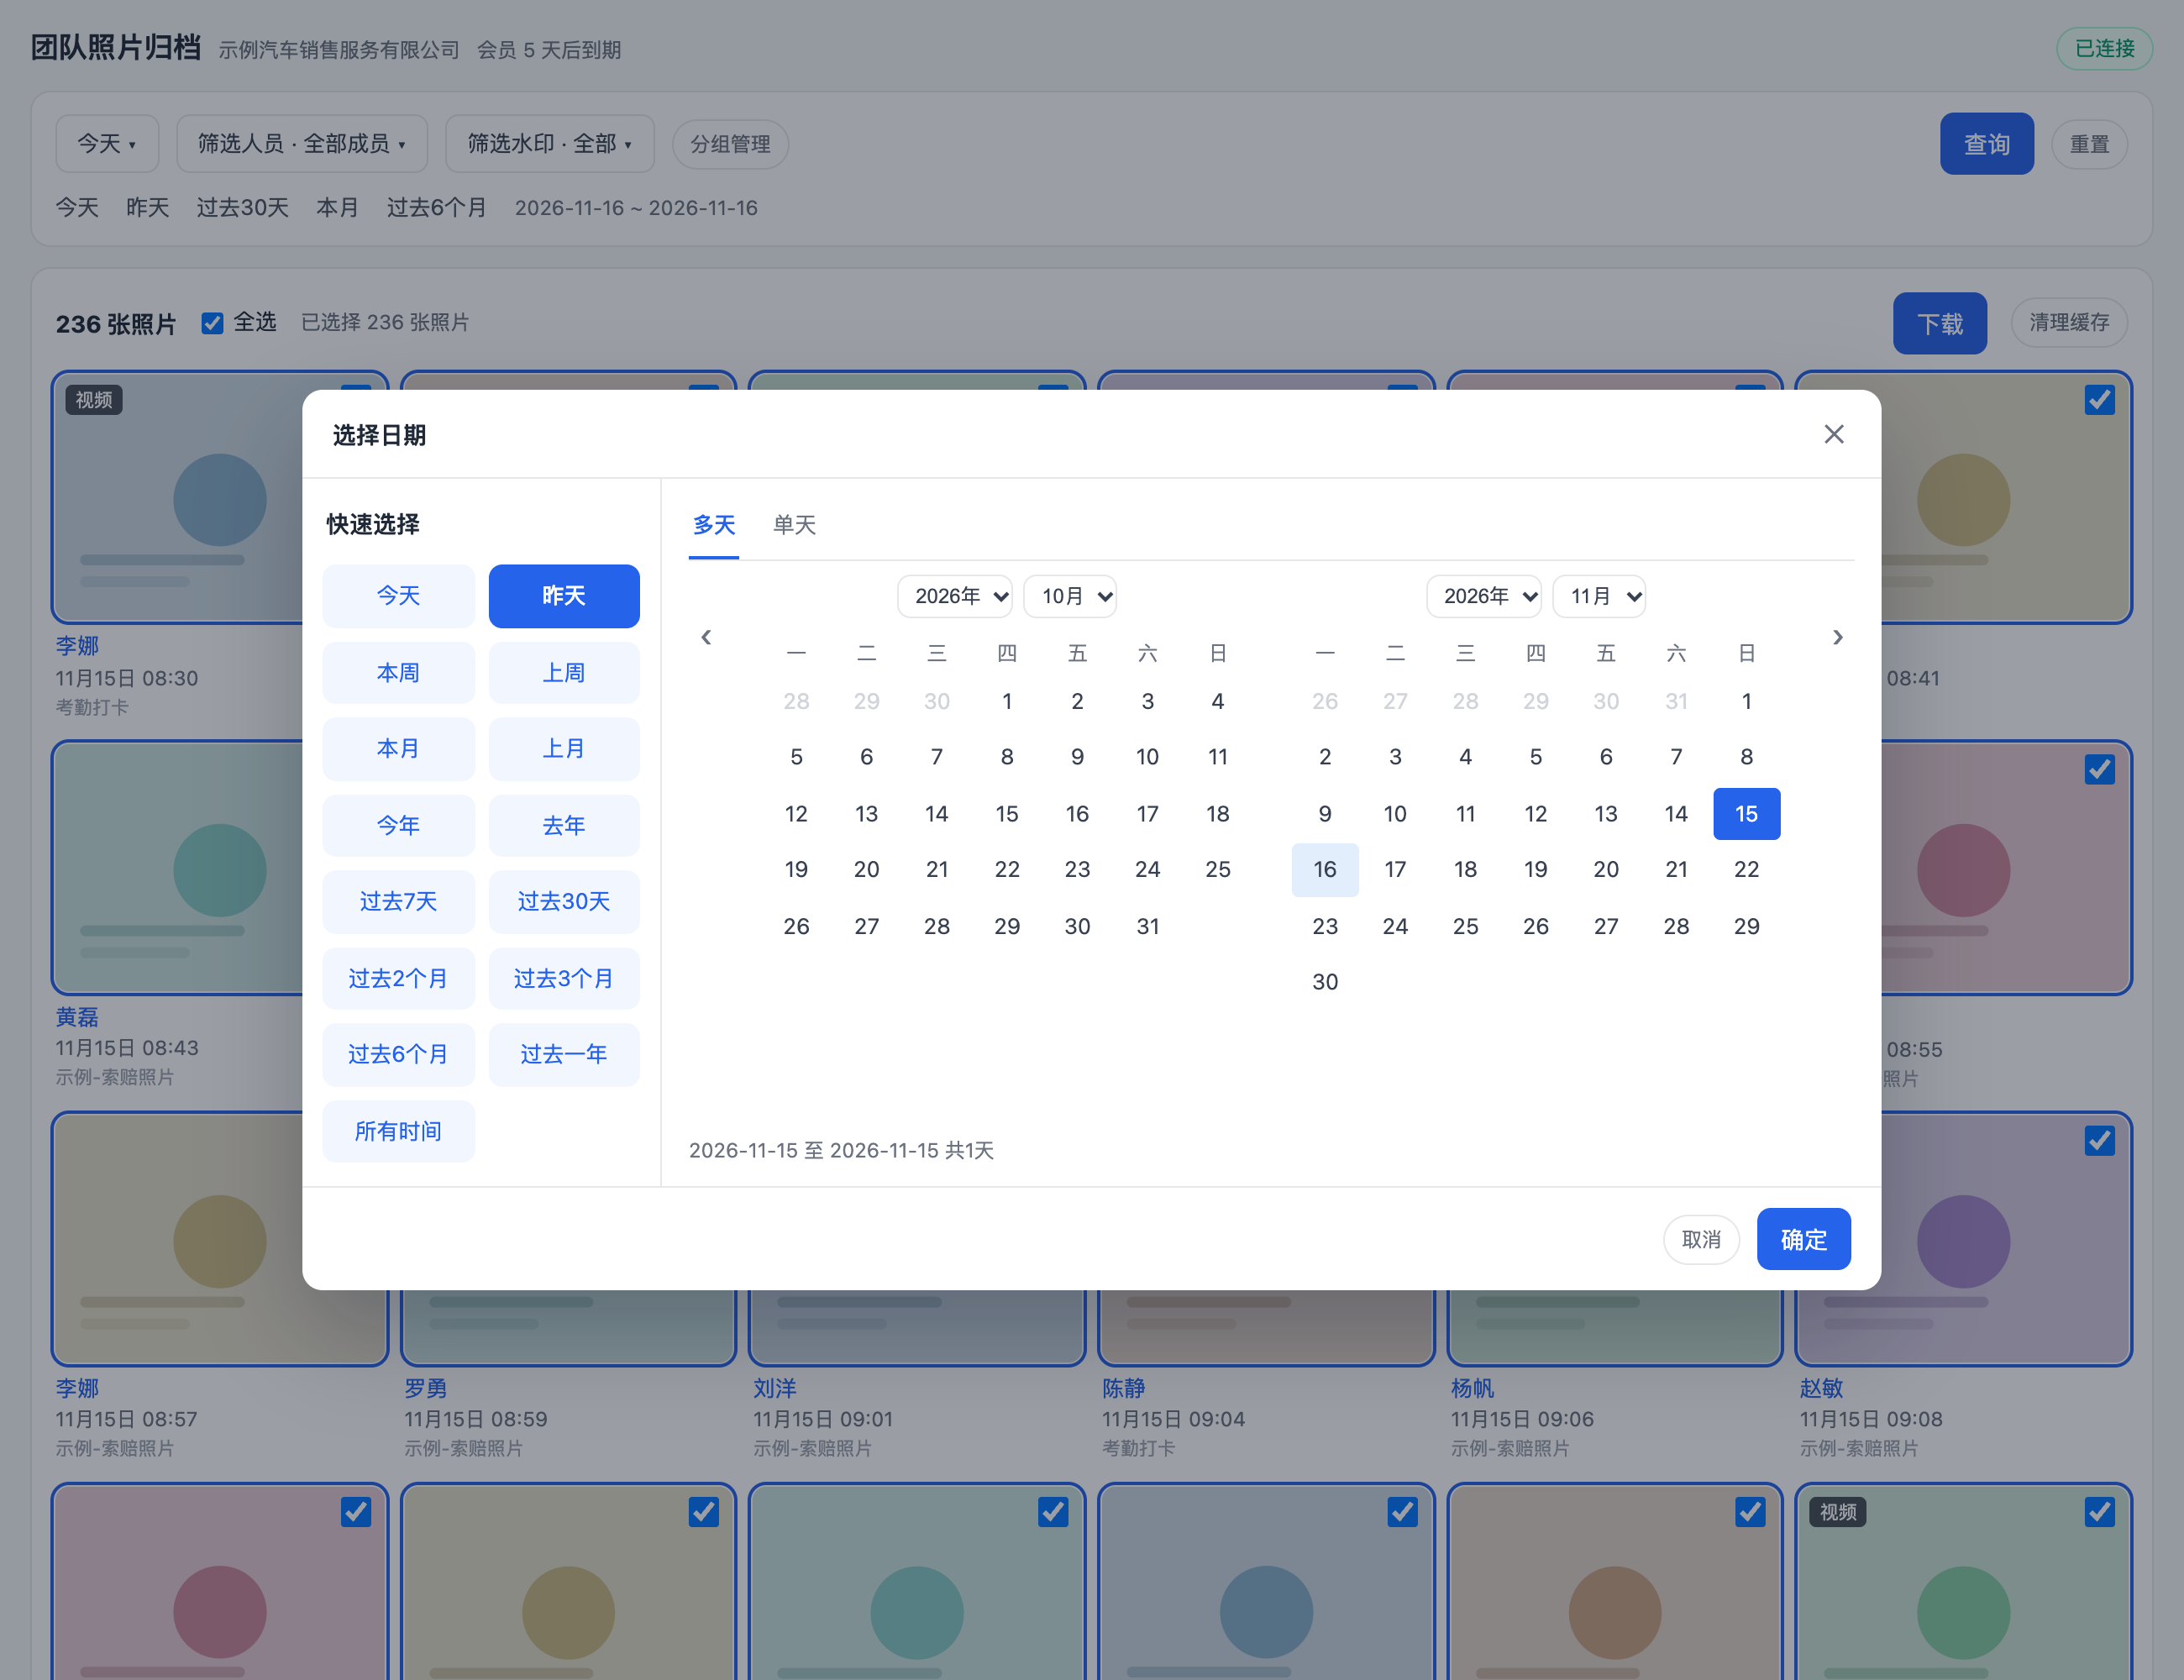 团队照片归档 示例汽车销售服务有限公司 会员 5 天后到期 已连接
今天 ▾ 筛选人员 · 全部成员 ▾ 筛选水印 · 全部 ▾ 分组管理 查询 重置
今天 昨天 过去30天 本月 过去6个月 2026-11-16 ~ 2026-11-16
236 张照片 全选 已选择 236 张照片 下载 清理缓存
视频
李娜
11月15日 08:30
考勤打卡
08:41
黄磊
11月15日 08:43
示例-索赔照片
08:55
照片
选择日期
快速选择
今天 昨天
本周 上周
本月 上月
今年 去年
过去7天 过去30天
过去2个月 过去3个月
过去6个月 过去一年
所有时间
多天 单天
‹ 2026年 10月 2026年 11月 ›
一 二 三 四 五 六 日
28 29 30 1 2 3 4
5 6 7 8 9 10 11
12 13 14 15 16 17 18
19 20 21 22 23 24 25
26 27 28 29 30 31
一 二 三 四 五 六 日
26 27 28 29 30 31 1
2 3 4 5 6 7 8
9 10 11 12 13 14 15
16 17 18 19 20 21 22
23 24 25 26 27 28 29
30
2026-11-15 至 2026-11-15 共1天
取消 确定
李娜 罗勇 刘洋 陈静 杨帆 赵敏
11月15日 08:57 11月15日 08:59 11月15日 09:01 11月15日 09:04 11月15日 09:06 11月15日 09:08
示例-索赔照片 示例-索赔照片 示例-索赔照片 考勤打卡 示例-索赔照片 示例-索赔照片
视频